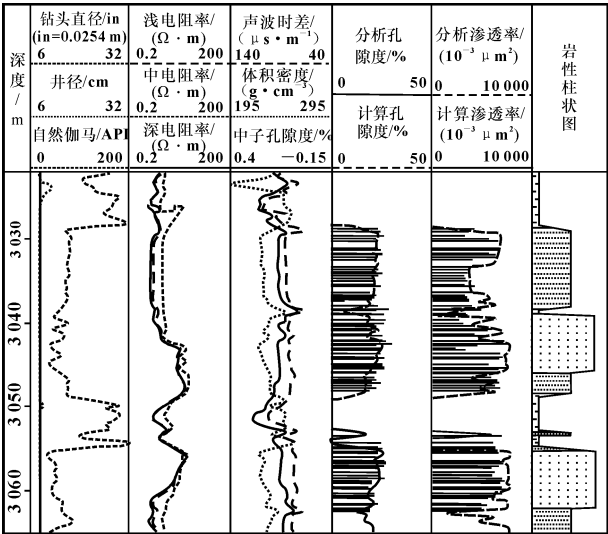 深度/m
钻头直径/in
(in=0.0254 m)
6 32
井径/cm
6 32
自然伽马/API
0 200
浅电阻率/
(Ω·m)
0.2 200
中电阻率/
(Ω·m)
0.2 200
深电阻率/
(Ω·m)
0.2 200
声波时差/
(μs·m⁻¹)
140 40
体积密度/
(g·cm⁻³)
195 295
中子孔隙度/%
0.4 －0.15
分析孔
隙度/%
0 50
计算孔
隙度/%
0 50
分析渗透率/
(10⁻³ μm²)
0 10 000
计算渗透率/
(10⁻³ μm²)
0 10 000
岩性柱状图
3 030
3 040
3 050
3 060